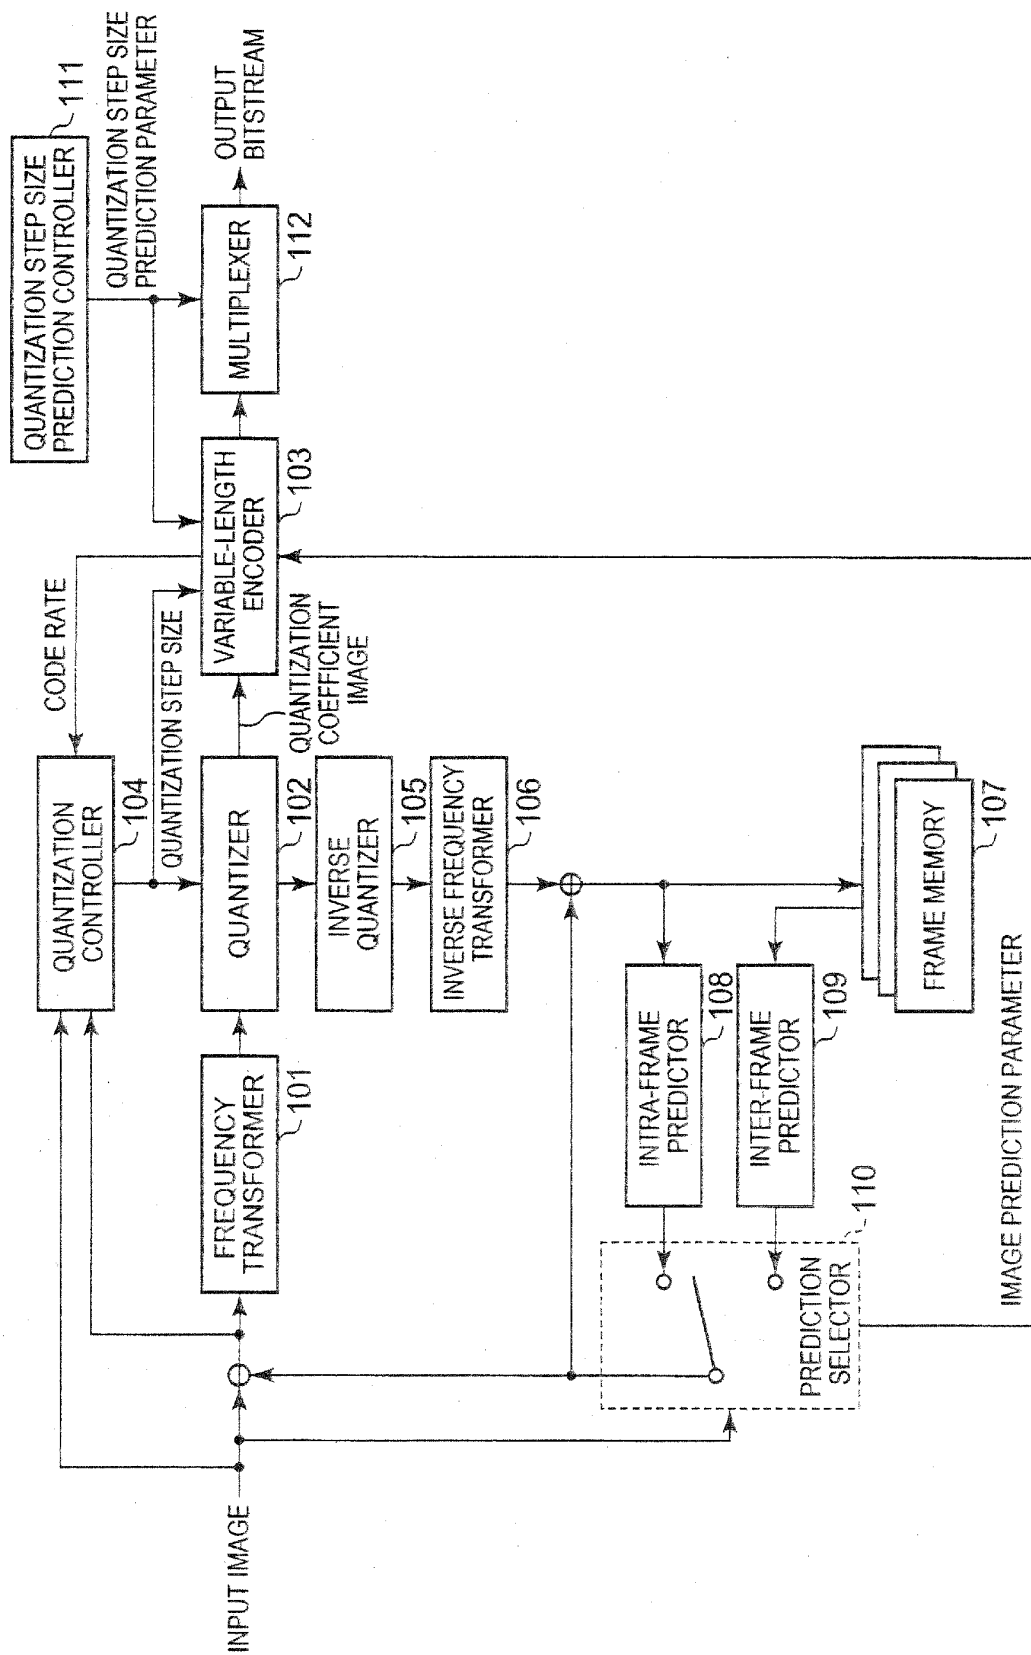 QUANTIZATION STEP SIZE
PREDICTION CONTROLLER
111
QUANTIZATION STEP SIZE
PREDICTION PARAMETER
CODE RATE
QUANTIZATION
CONTROLLER
104
QUANTIZATION STEP SIZE
INPUT IMAGE
FREQUENCY
TRANSFORMER
101
QUANTIZER
102
QUANTIZATION
COEFFICIENT
IMAGE
VARIABLE-LENGTH
ENCODER
103
MULTIPLEXER
112
OUTPUT
BITSTREAM
INVERSE
QUANTIZER
105
INVERSE FREQUENCY
TRANSFORMER
106
INTRA-FRAME
PREDICTOR
108
INTER-FRAME
PREDICTOR
109
PREDICTION
SELECTOR
110
FRAME MEMORY
107
IMAGE PREDICTION PARAMETER